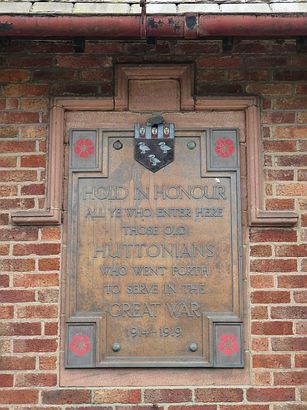 HOLD IN HONOUR
ALL YE WHO ENTER HERE
THOSE OLD
HUTTONIANS
WHO WENT FORTH
TO SERVE IN THE
GREAT WAR
1914-1919